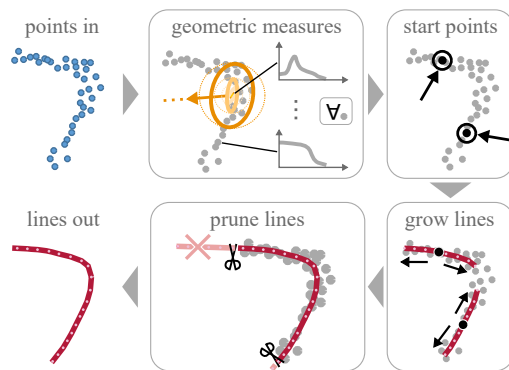 points in
geometric measures
start points
∀
lines out
prune lines
grow lines